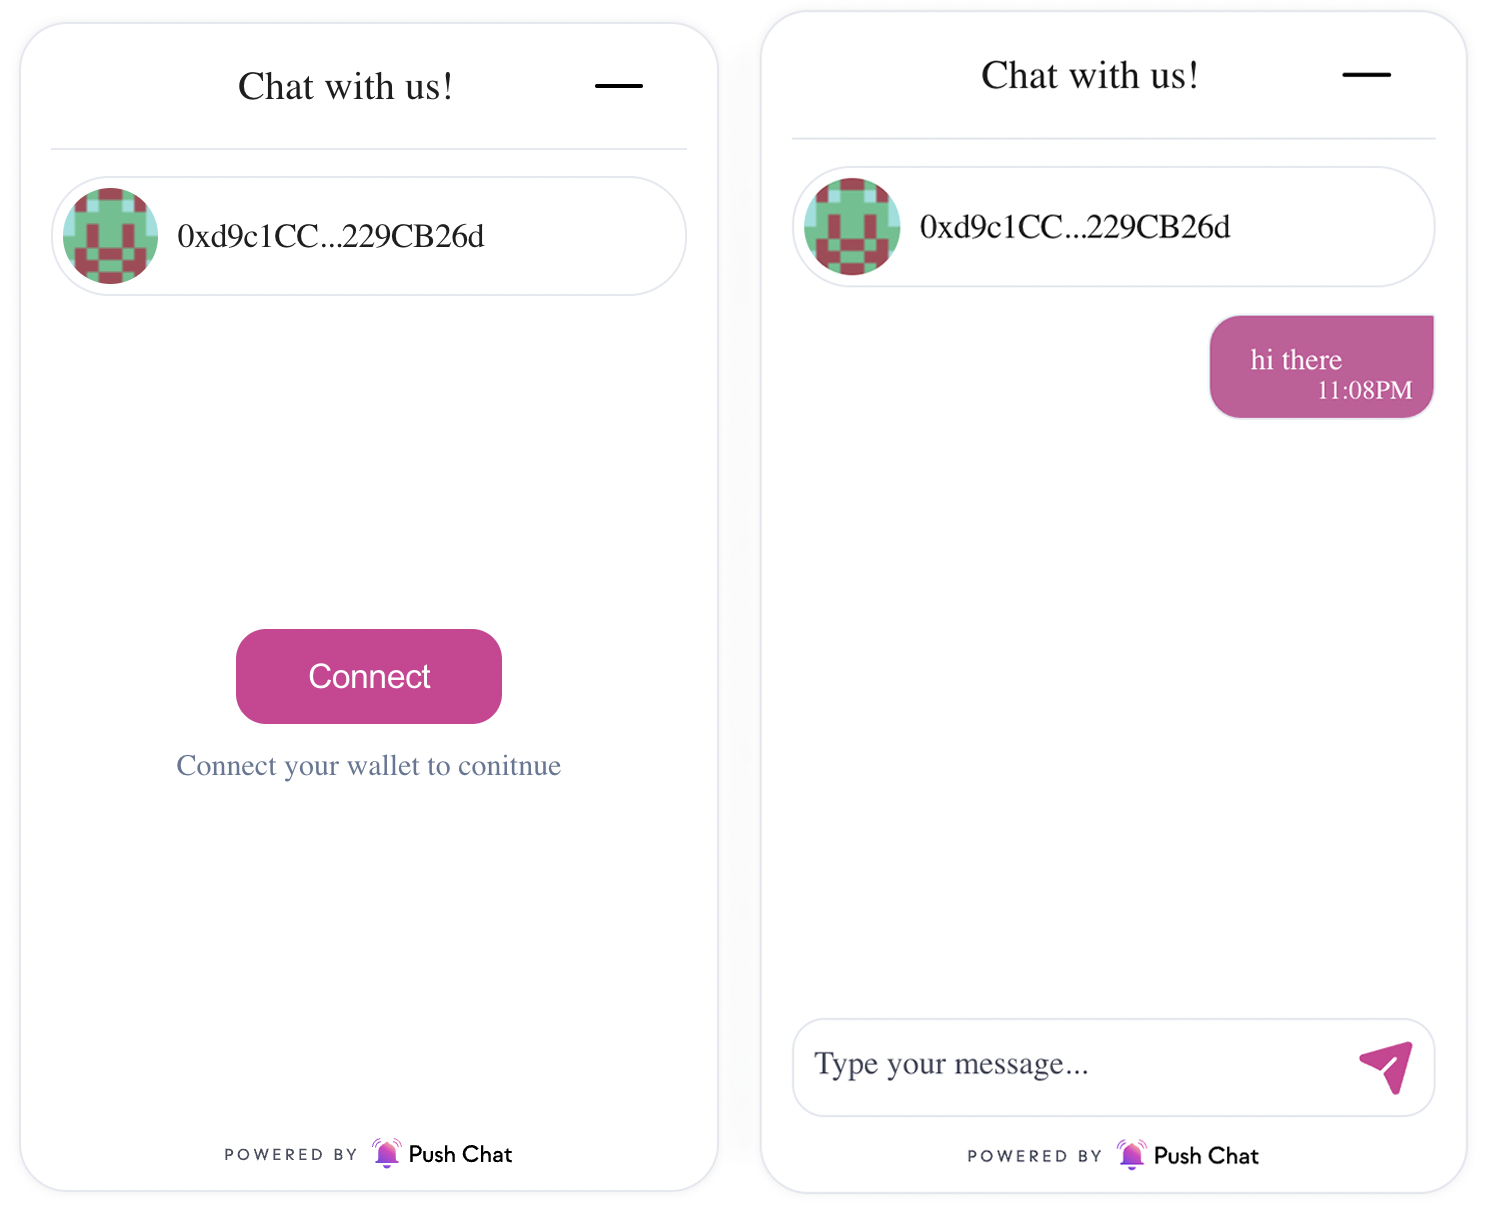 Chat with us!
0xd9c1CC...229CB26d
Connect
Connect your wallet to conitnue
POWERED BY Push Chat
Chat with us!
0xd9c1CC...229CB26d
hi there
11:08PM
Type your message...
POWERED BY Push Chat